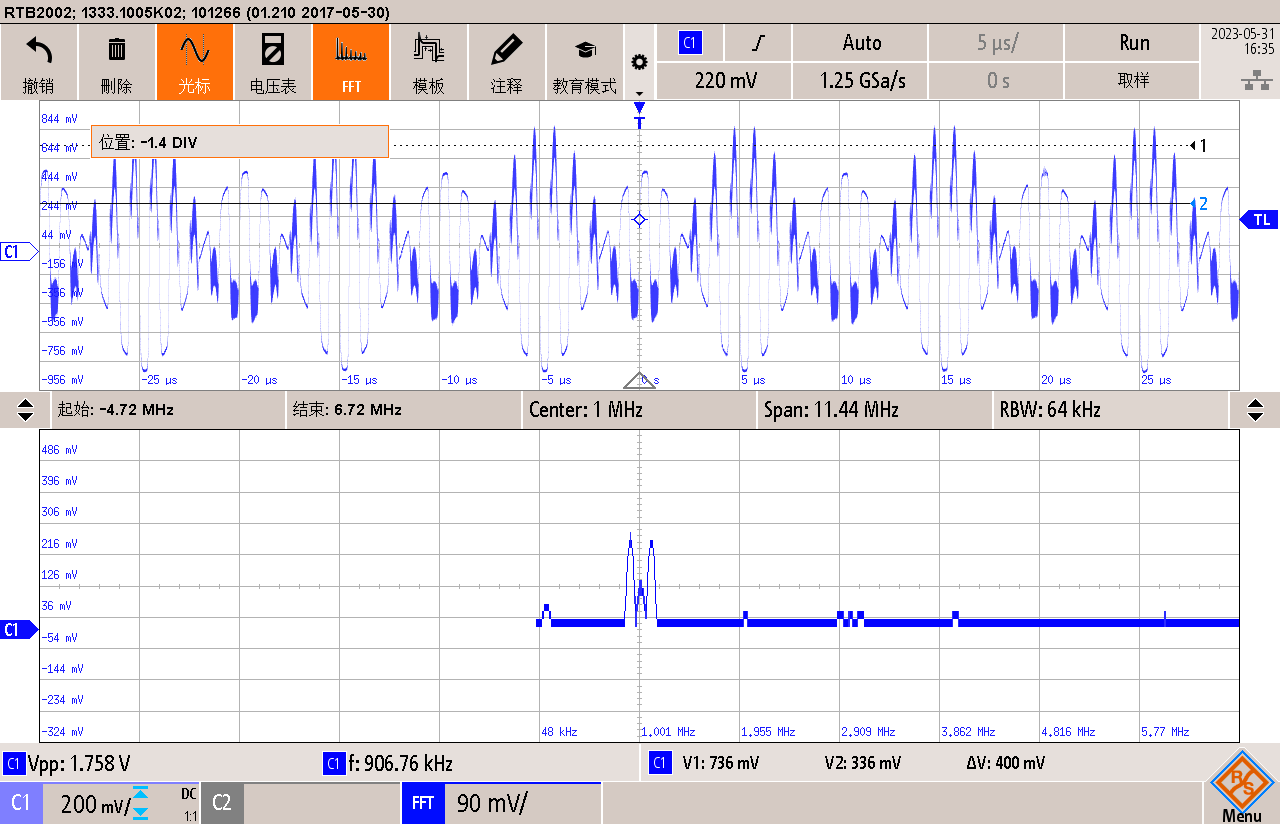 RTB2002; 1333.1005K02; 101266 (01.210 2017-05-30)
撤销
删除
光标
电压表
FFT
模板
注释
教育模式
C1
Auto
5 µs/
Run
220 mV
1.25 GSa/s
0 s
取样
2023-05-31
16:35
844 mV
644 mV
444 mV
244 mV
44 mV
-156 mV
-356 mV
-556 mV
-756 mV
-956 mV
位置: -1.4 DIV
T
1
2
TL
C1
-25 µs
-20 µs
-15 µs
-10 µs
-5 µs
0 s
5 µs
10 µs
15 µs
20 µs
25 µs
起始: -4.72 MHz
结束: 6.72 MHz
Center: 1 MHz
Span: 11.44 MHz
RBW: 64 kHz
486 mV
396 mV
306 mV
216 mV
126 mV
36 mV
C1
-54 mV
-144 mV
-234 mV
-324 mV
48 kHz
1.001 MHz
1.955 MHz
2.909 MHz
3.862 MHz
4.816 MHz
5.77 MHz
C1 Vpp: 1.758 V
C1 f: 906.76 kHz
C1 V1: 736 mV
V2: 336 mV
ΔV: 400 mV
C1
200 mV/
DC
1:1
C2
FFT
90 mV/
R S
Menu